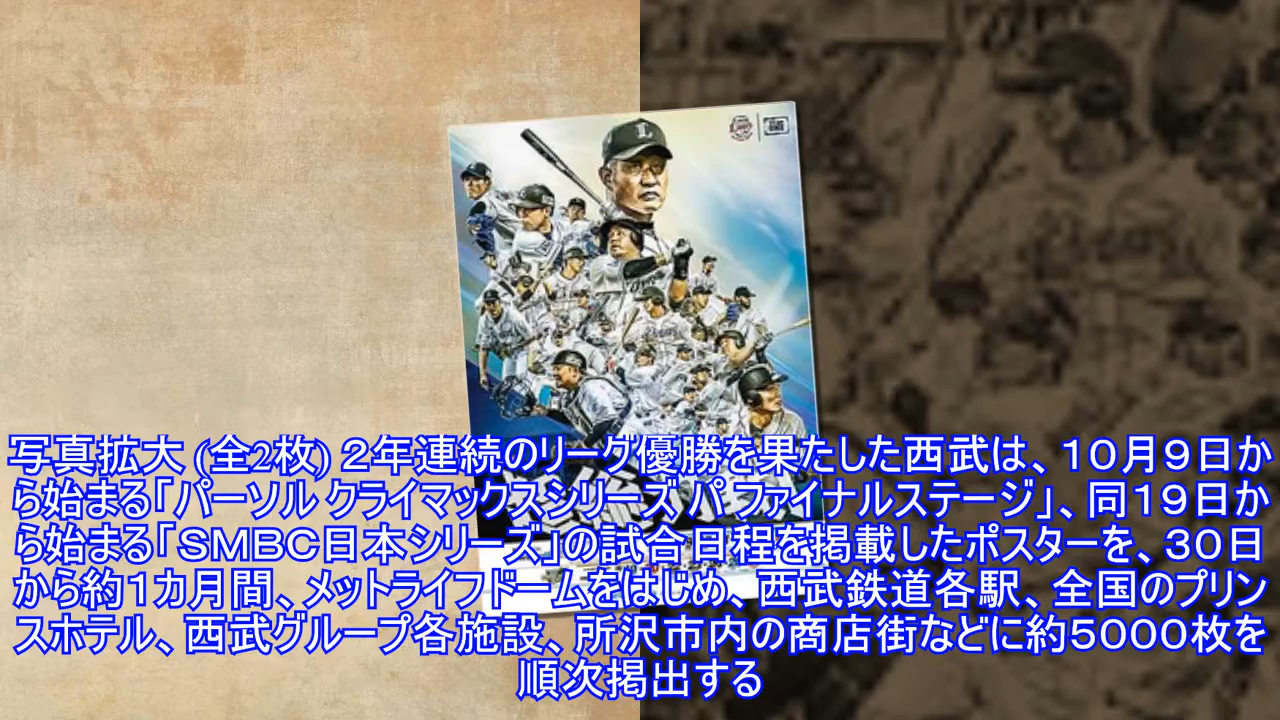 写真拡大 (全2枚) ２年連続のリーグ優勝を果たした西武は、１０月９日か
ら始まる「パーソル クライマックスシリーズ パ ファイナルステージ」、同１９日か
ら始まる「ＳＭＢＣ日本シリーズ」の試合日程を掲載したポスターを、３０日
から約１カ月間、メットライフドームをはじめ、西武鉄道各駅、全国のプリン
スホテル、西武グループ各施設、所沢市内の商店街などに約５０００枚を
順次掲出する